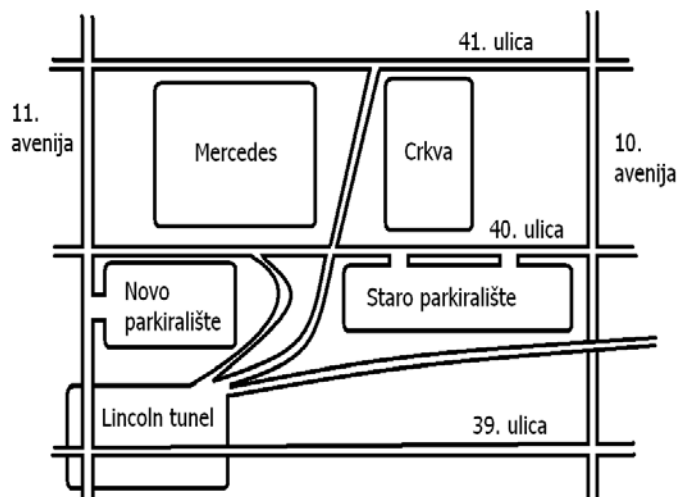 41. ulica
11.
avenija
Mercedes
Crkva
10.
avenija
40. ulica
Novo
parkiralište
Staro parkiralište
Lincoln tunel
39. ulica